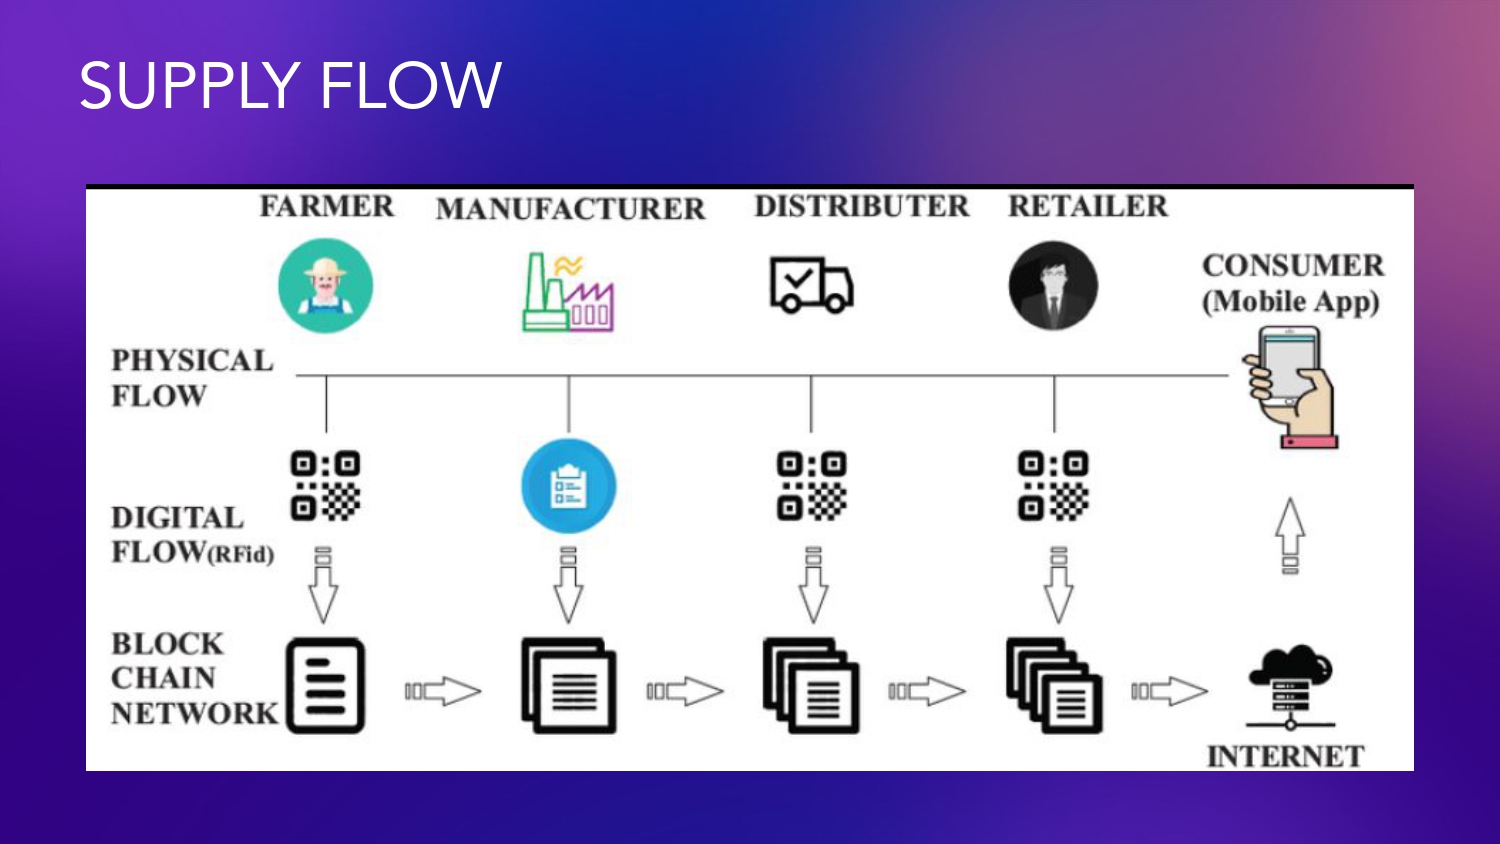 SUPPLY FLOW
FARMER
MANUFACTURER
DISTRIBUTER
RETAILER
CONSUMER
(Mobile App)
PHYSICAL
FLOW
DIGITAL
FLOW(RFid)
BLOCK
CHAIN
NETWORK
INTERNET